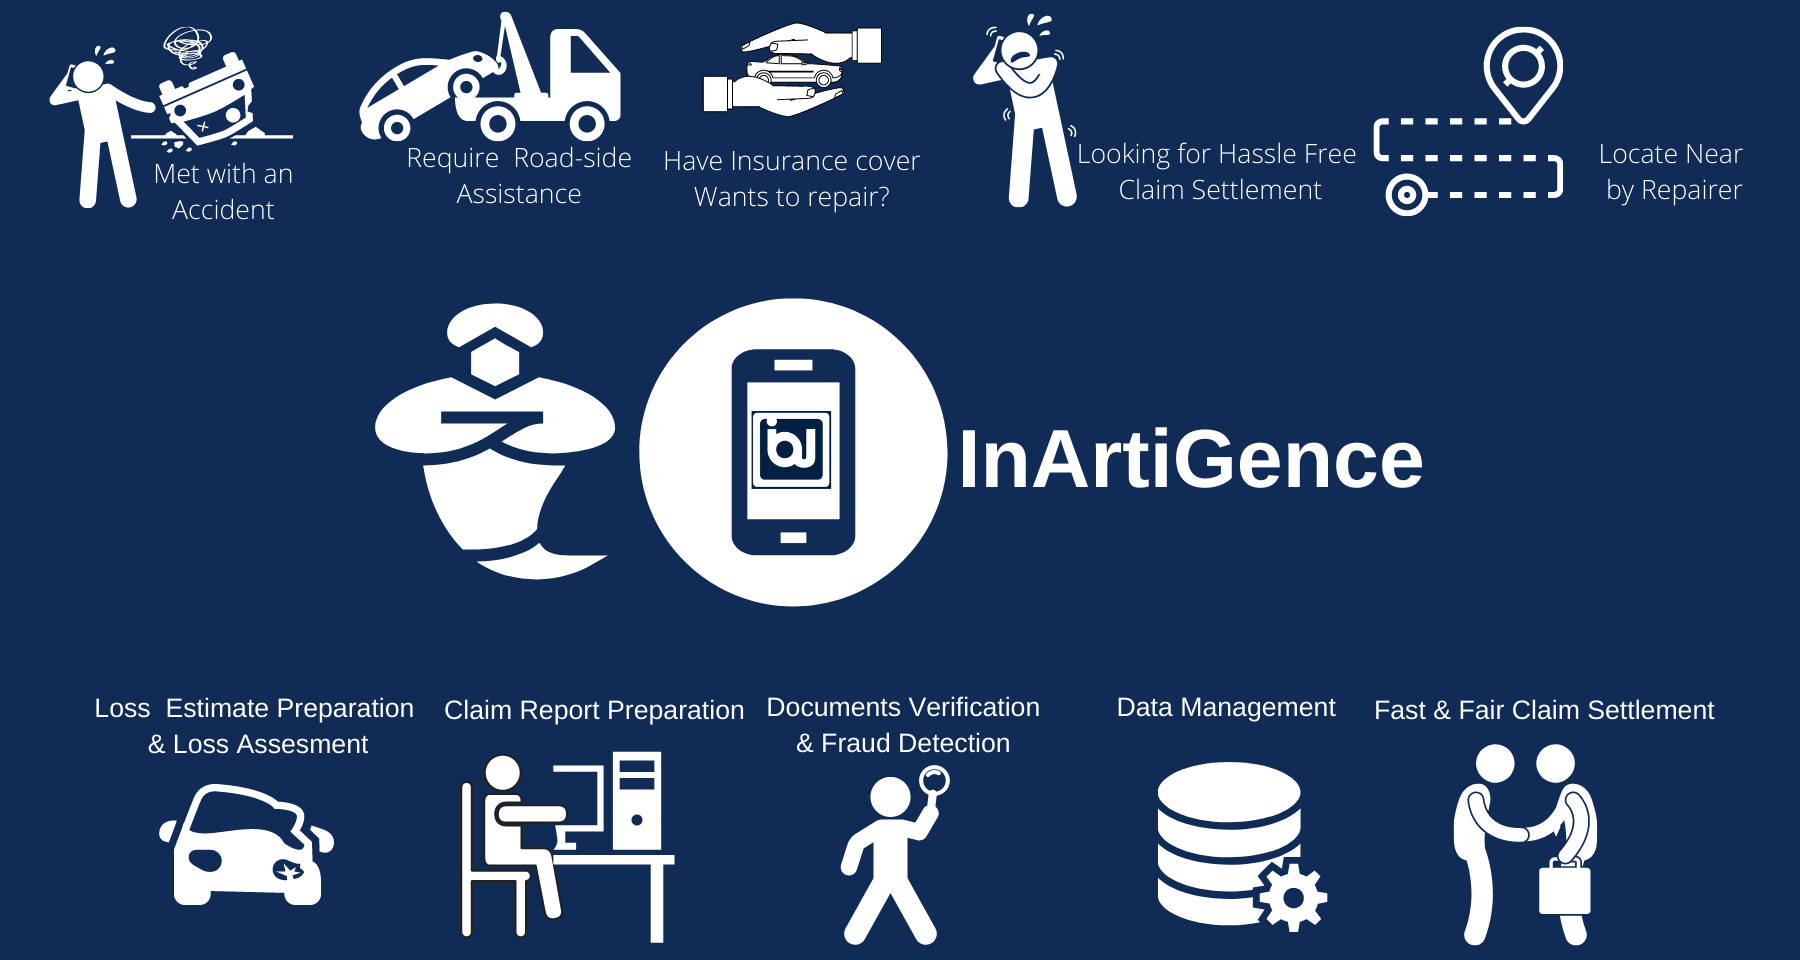 Met with an
Accident
Require  Road-side
Assistance
Have Insurance cover
Wants to repair?
Looking for Hassle Free
Claim Settlement
Locate Near
by Repairer
InArtiGence
Loss  Estimate Preparation
& Loss Assesment
Claim Report Preparation
Documents Verification
& Fraud Detection
Data Management
Fast & Fair Claim Settlement